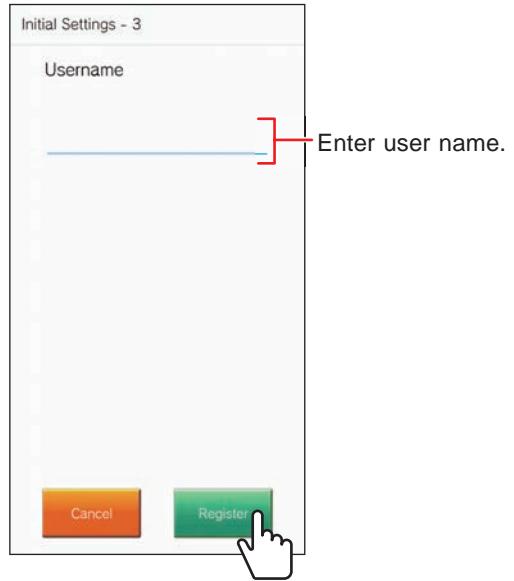 Initial Settings - 3
Username
Enter user name.
Cancel
Register